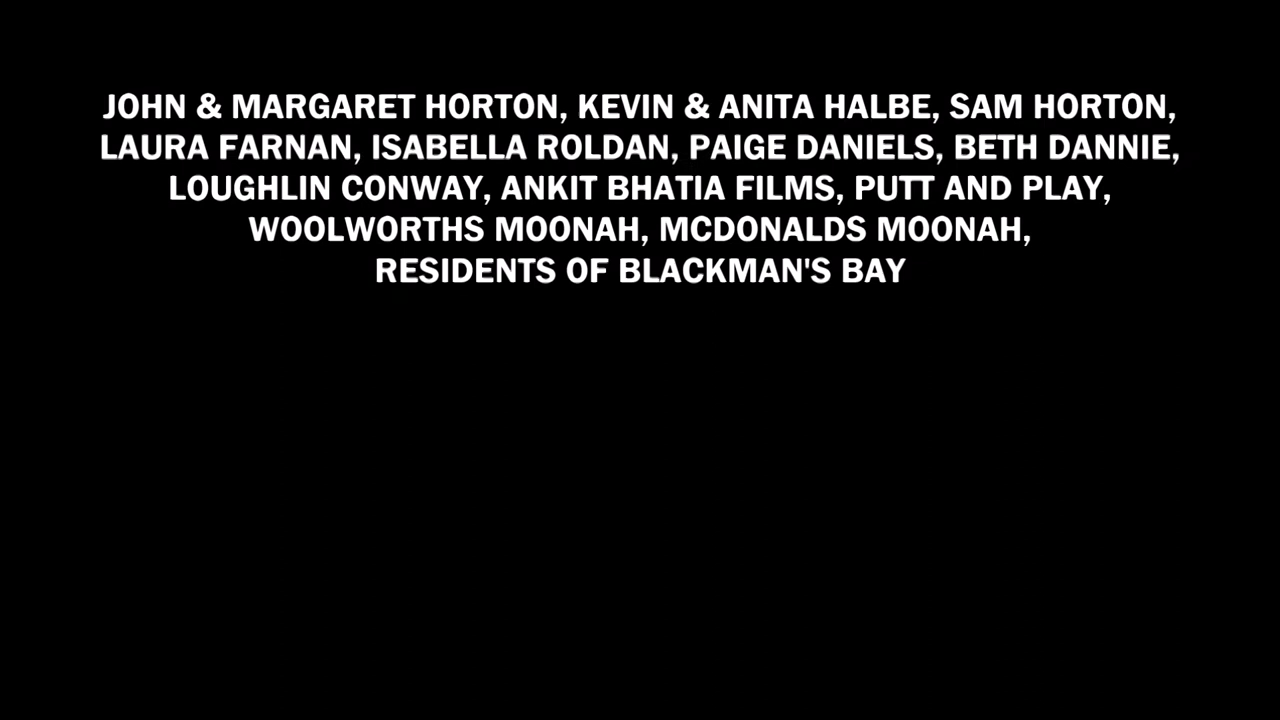 JOHN & MARGARET HORTON, KEVIN & ANITA HALBE, SAM HORTON,
LAURA FARNAN, ISABELLA ROLDAN, PAIGE DANIELS, BETH DANNIE,
LOUGHLIN CONWAY, ANKIT BHATIA FILMS, PUTT AND PLAY,
WOOLWORTHS MOONAH, MCDONALDS MOONAH,
RESIDENTS OF BLACKMAN'S BAY